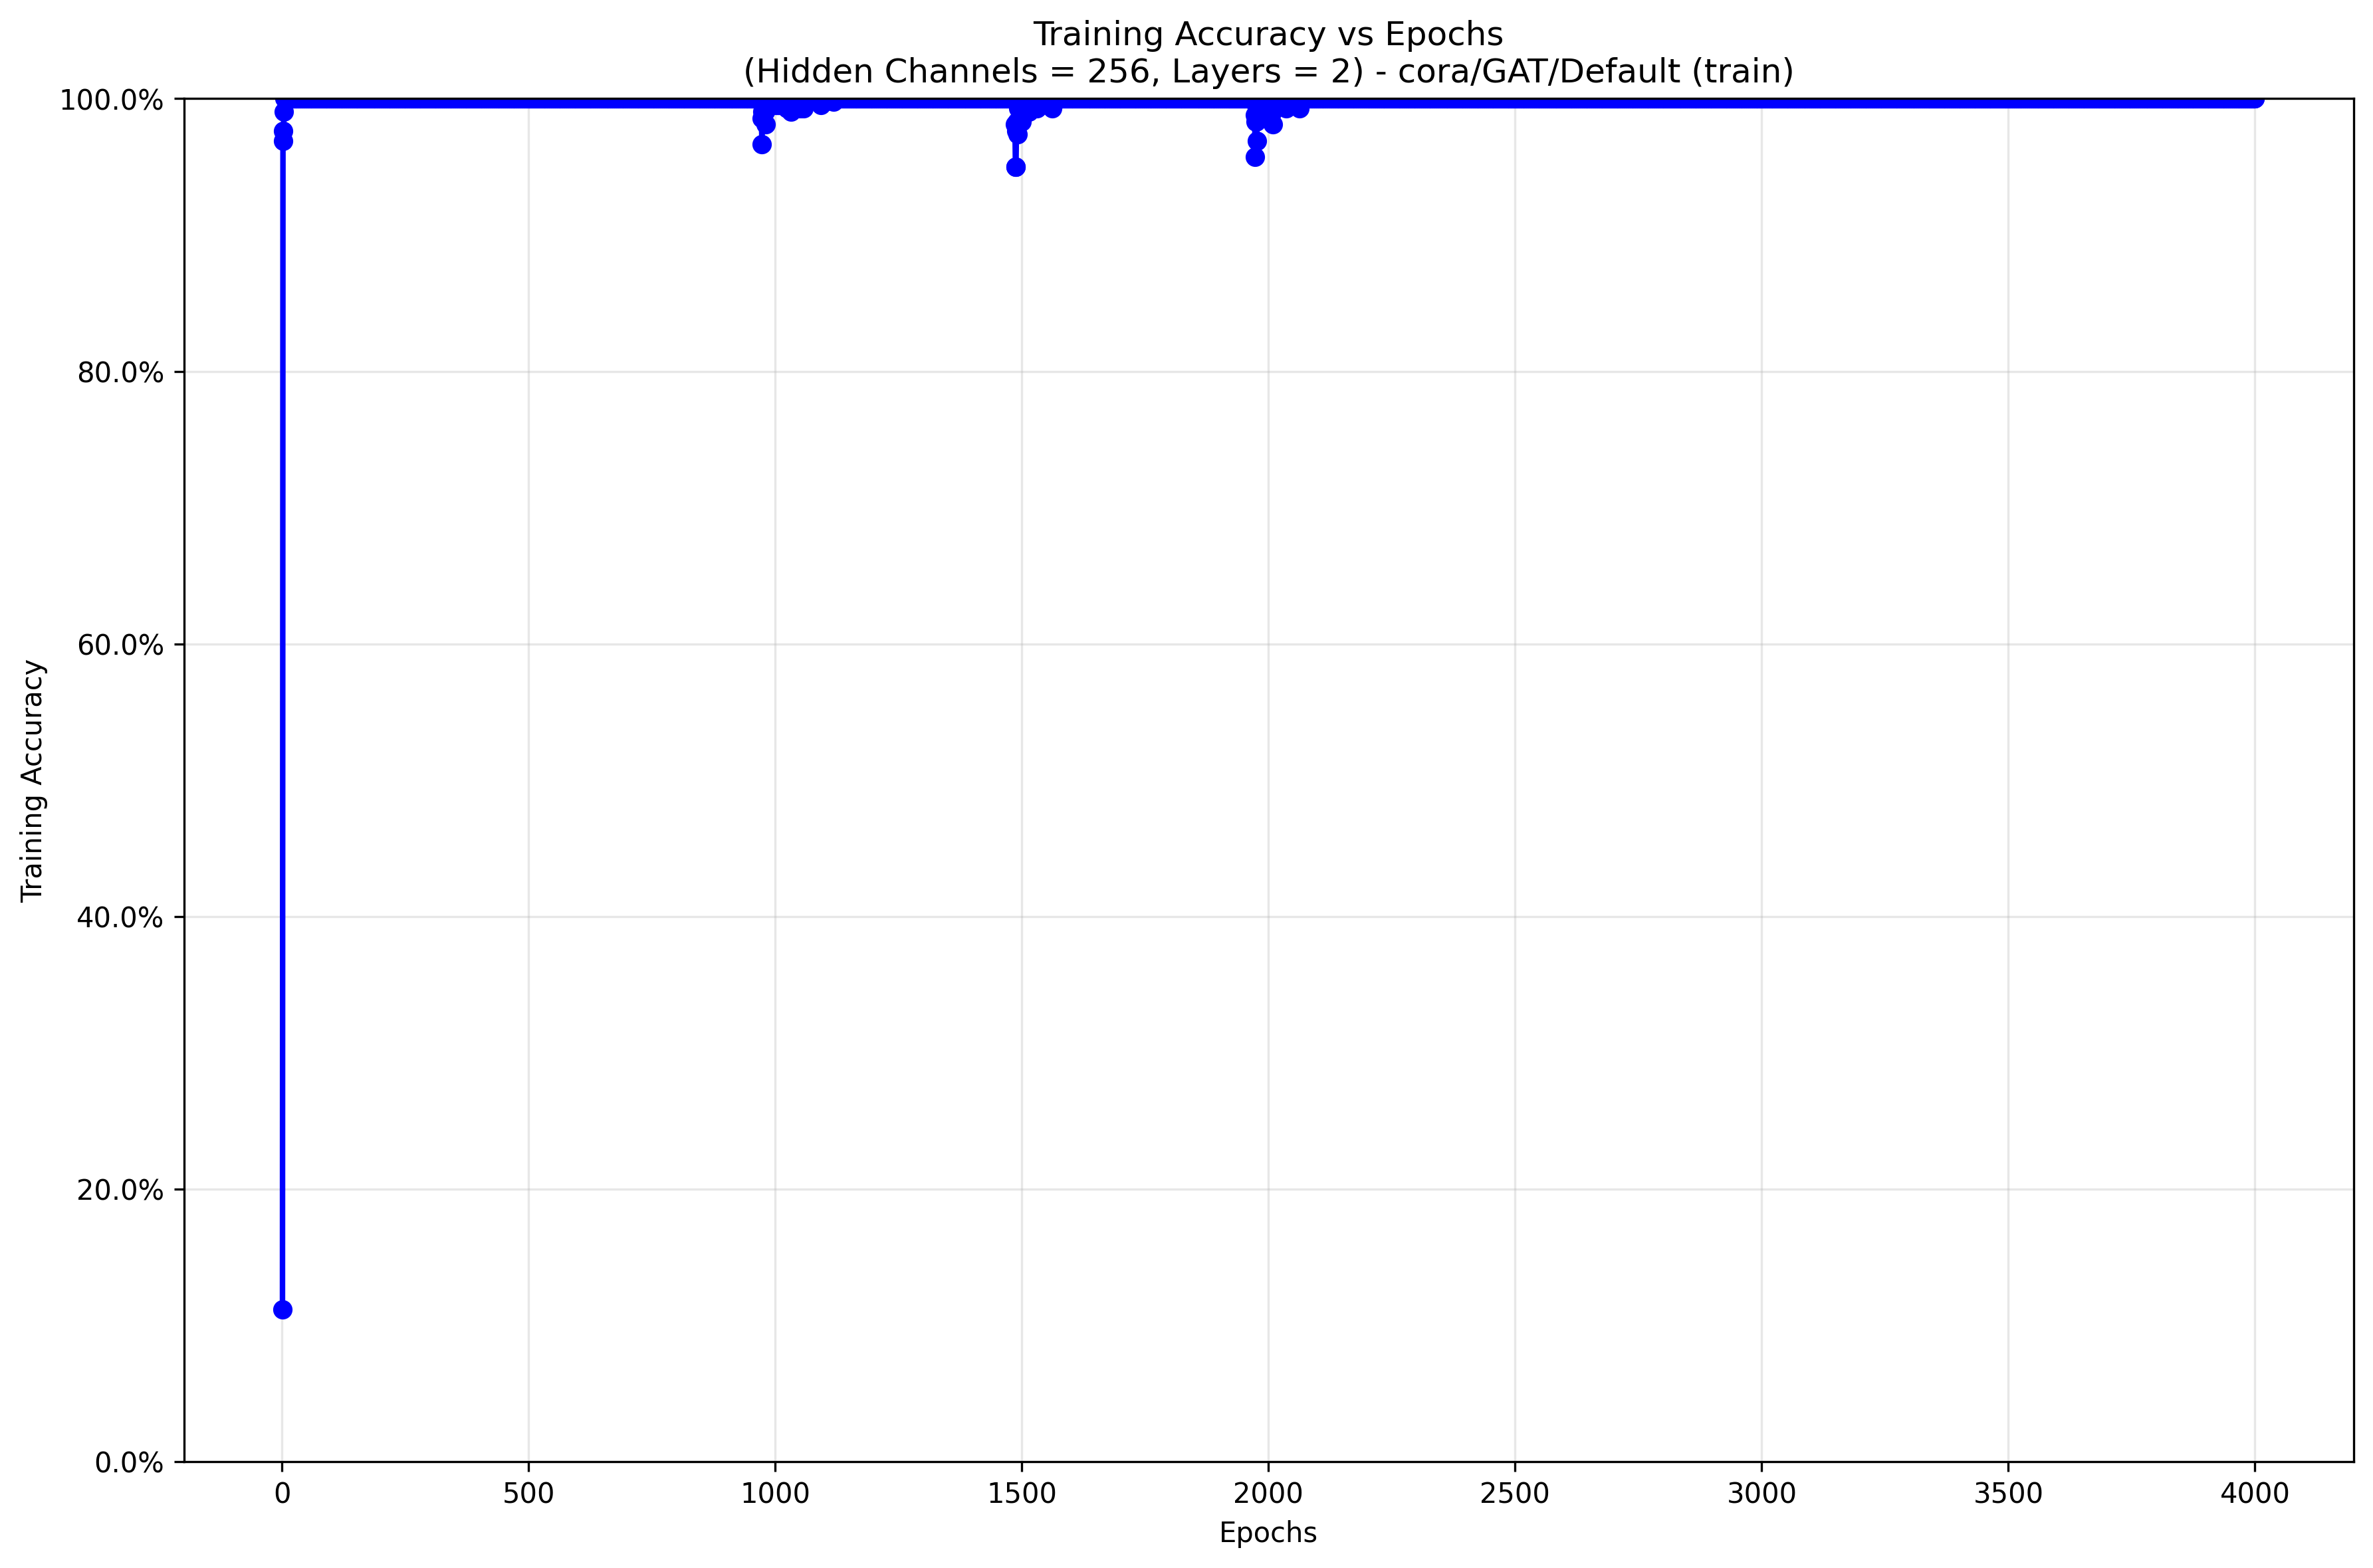 Training Accuracy vs Epochs
(Hidden Channels = 256, Layers = 2) - cora/GAT/Default (train)
Training Accuracy
100.0%
80.0%
60.0%
40.0%
20.0%
0.0%
0 500 1000 1500 2000 2500 3000 3500 4000
Epochs